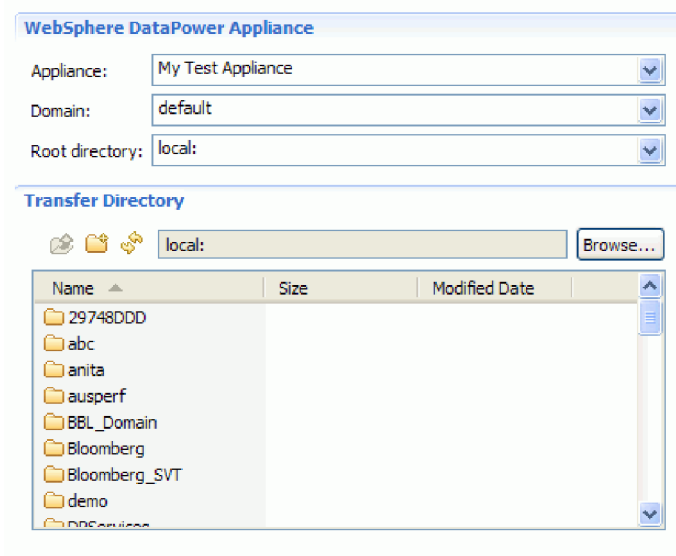 WebSphere DataPower Appliance
Appliance: My Test Appliance
Domain: default
Root directory: local:
Transfer Directory
local: Browse...
Name Size Modified Date
29748DDD
abc
anita
ausperf
BBL_Domain
Bloomberg
Bloomberg_SVT
demo